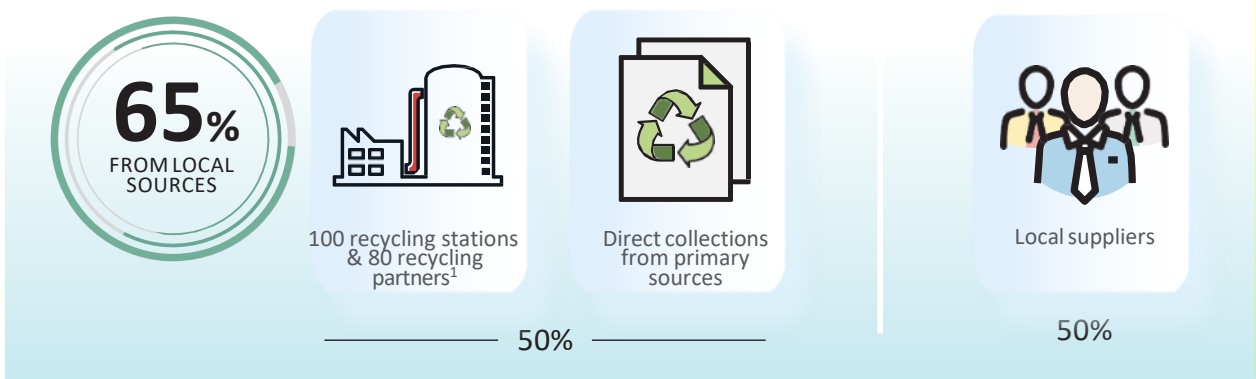 65%
FROM LOCAL
SOURCES
100 recycling stations
& 80 recycling
partners1
Direct collections
from primary
sources
50%
Local suppliers
50%